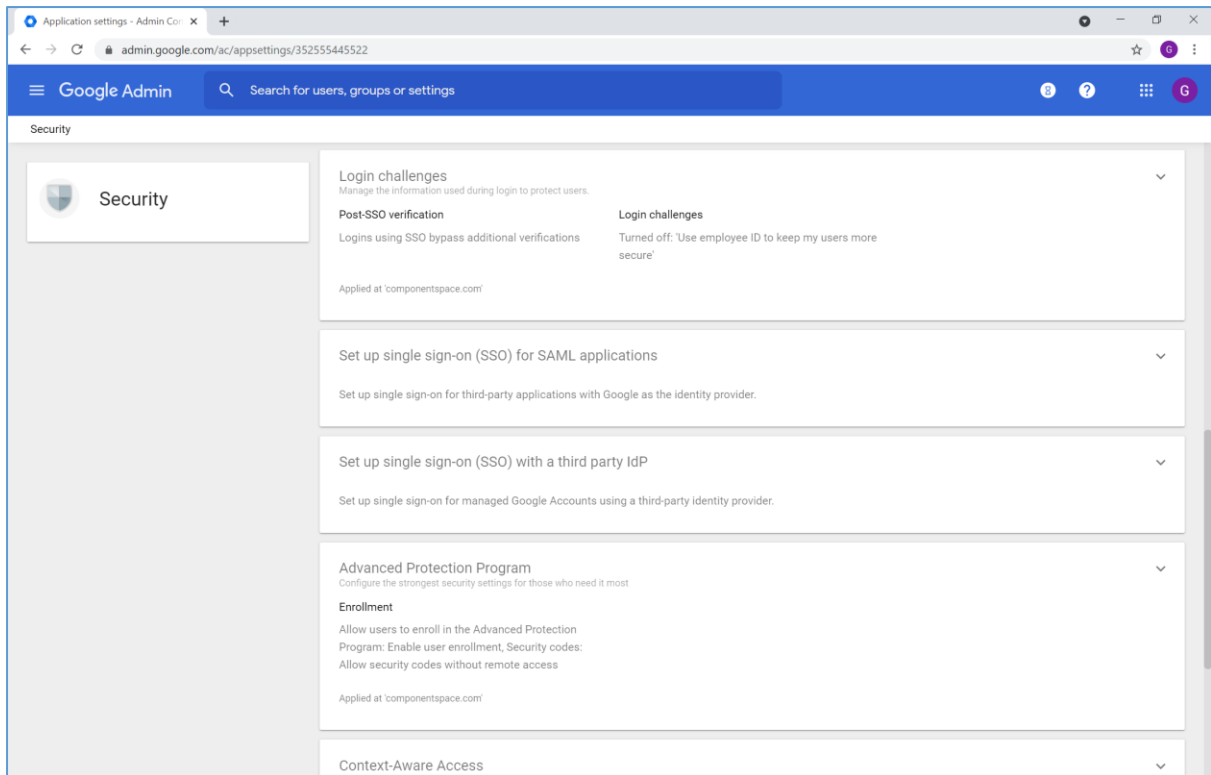 Application settings - Admin Con
admin.google.com/ac/appsettings/352555445522
G
Google Admin
Search for users, groups or settings
8
?
G
Security
Security
Login challenges
Manage the information used during login to protect users.
Post-SSO verification
Login challenges
Logins using SSO bypass additional verifications
Turned off: 'Use employee ID to keep my users more
secure'
Applied at 'componentspace.com'
Set up single sign-on (SSO) for SAML applications
Set up single sign-on for third-party applications with Google as the identity provider.
Set up single sign-on (SSO) with a third party IdP
Set up single sign-on for managed Google Accounts using a third-party identity provider.
Advanced Protection Program
Configure the strongest security settings for those who need it most
Enrollment
Allow users to enroll in the Advanced Protection
Program: Enable user enrollment, Security codes:
Allow security codes without remote access
Applied at 'componentspace.com'
Context-Aware Access